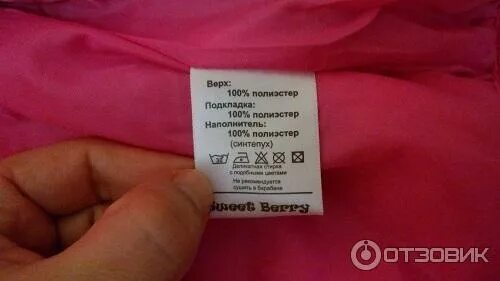 Верх:
100% полиэстер
Подкладка:
100% полиэстер
Наполнитель:
100% полиэстер
(синтепух)
Деликатная стирка
с подобными цветами
Не рекомендуется
сушить в барабане
Sweet Berry
ОТЗОВИК